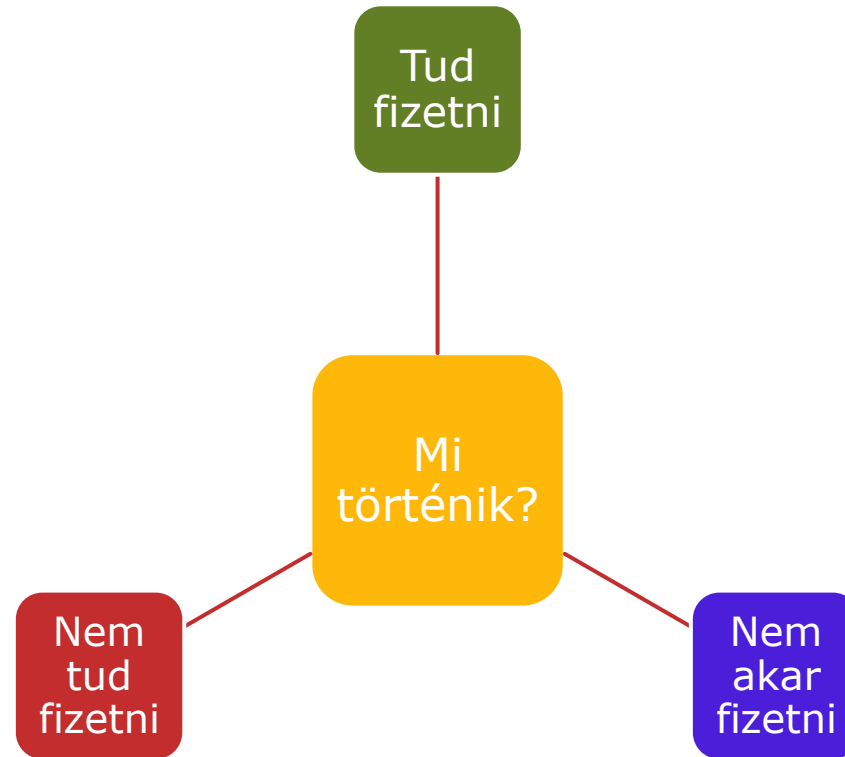 Tud
fizetni
Mi
történik?
Nem
tud
fizetni
Nem
akar
fizetni